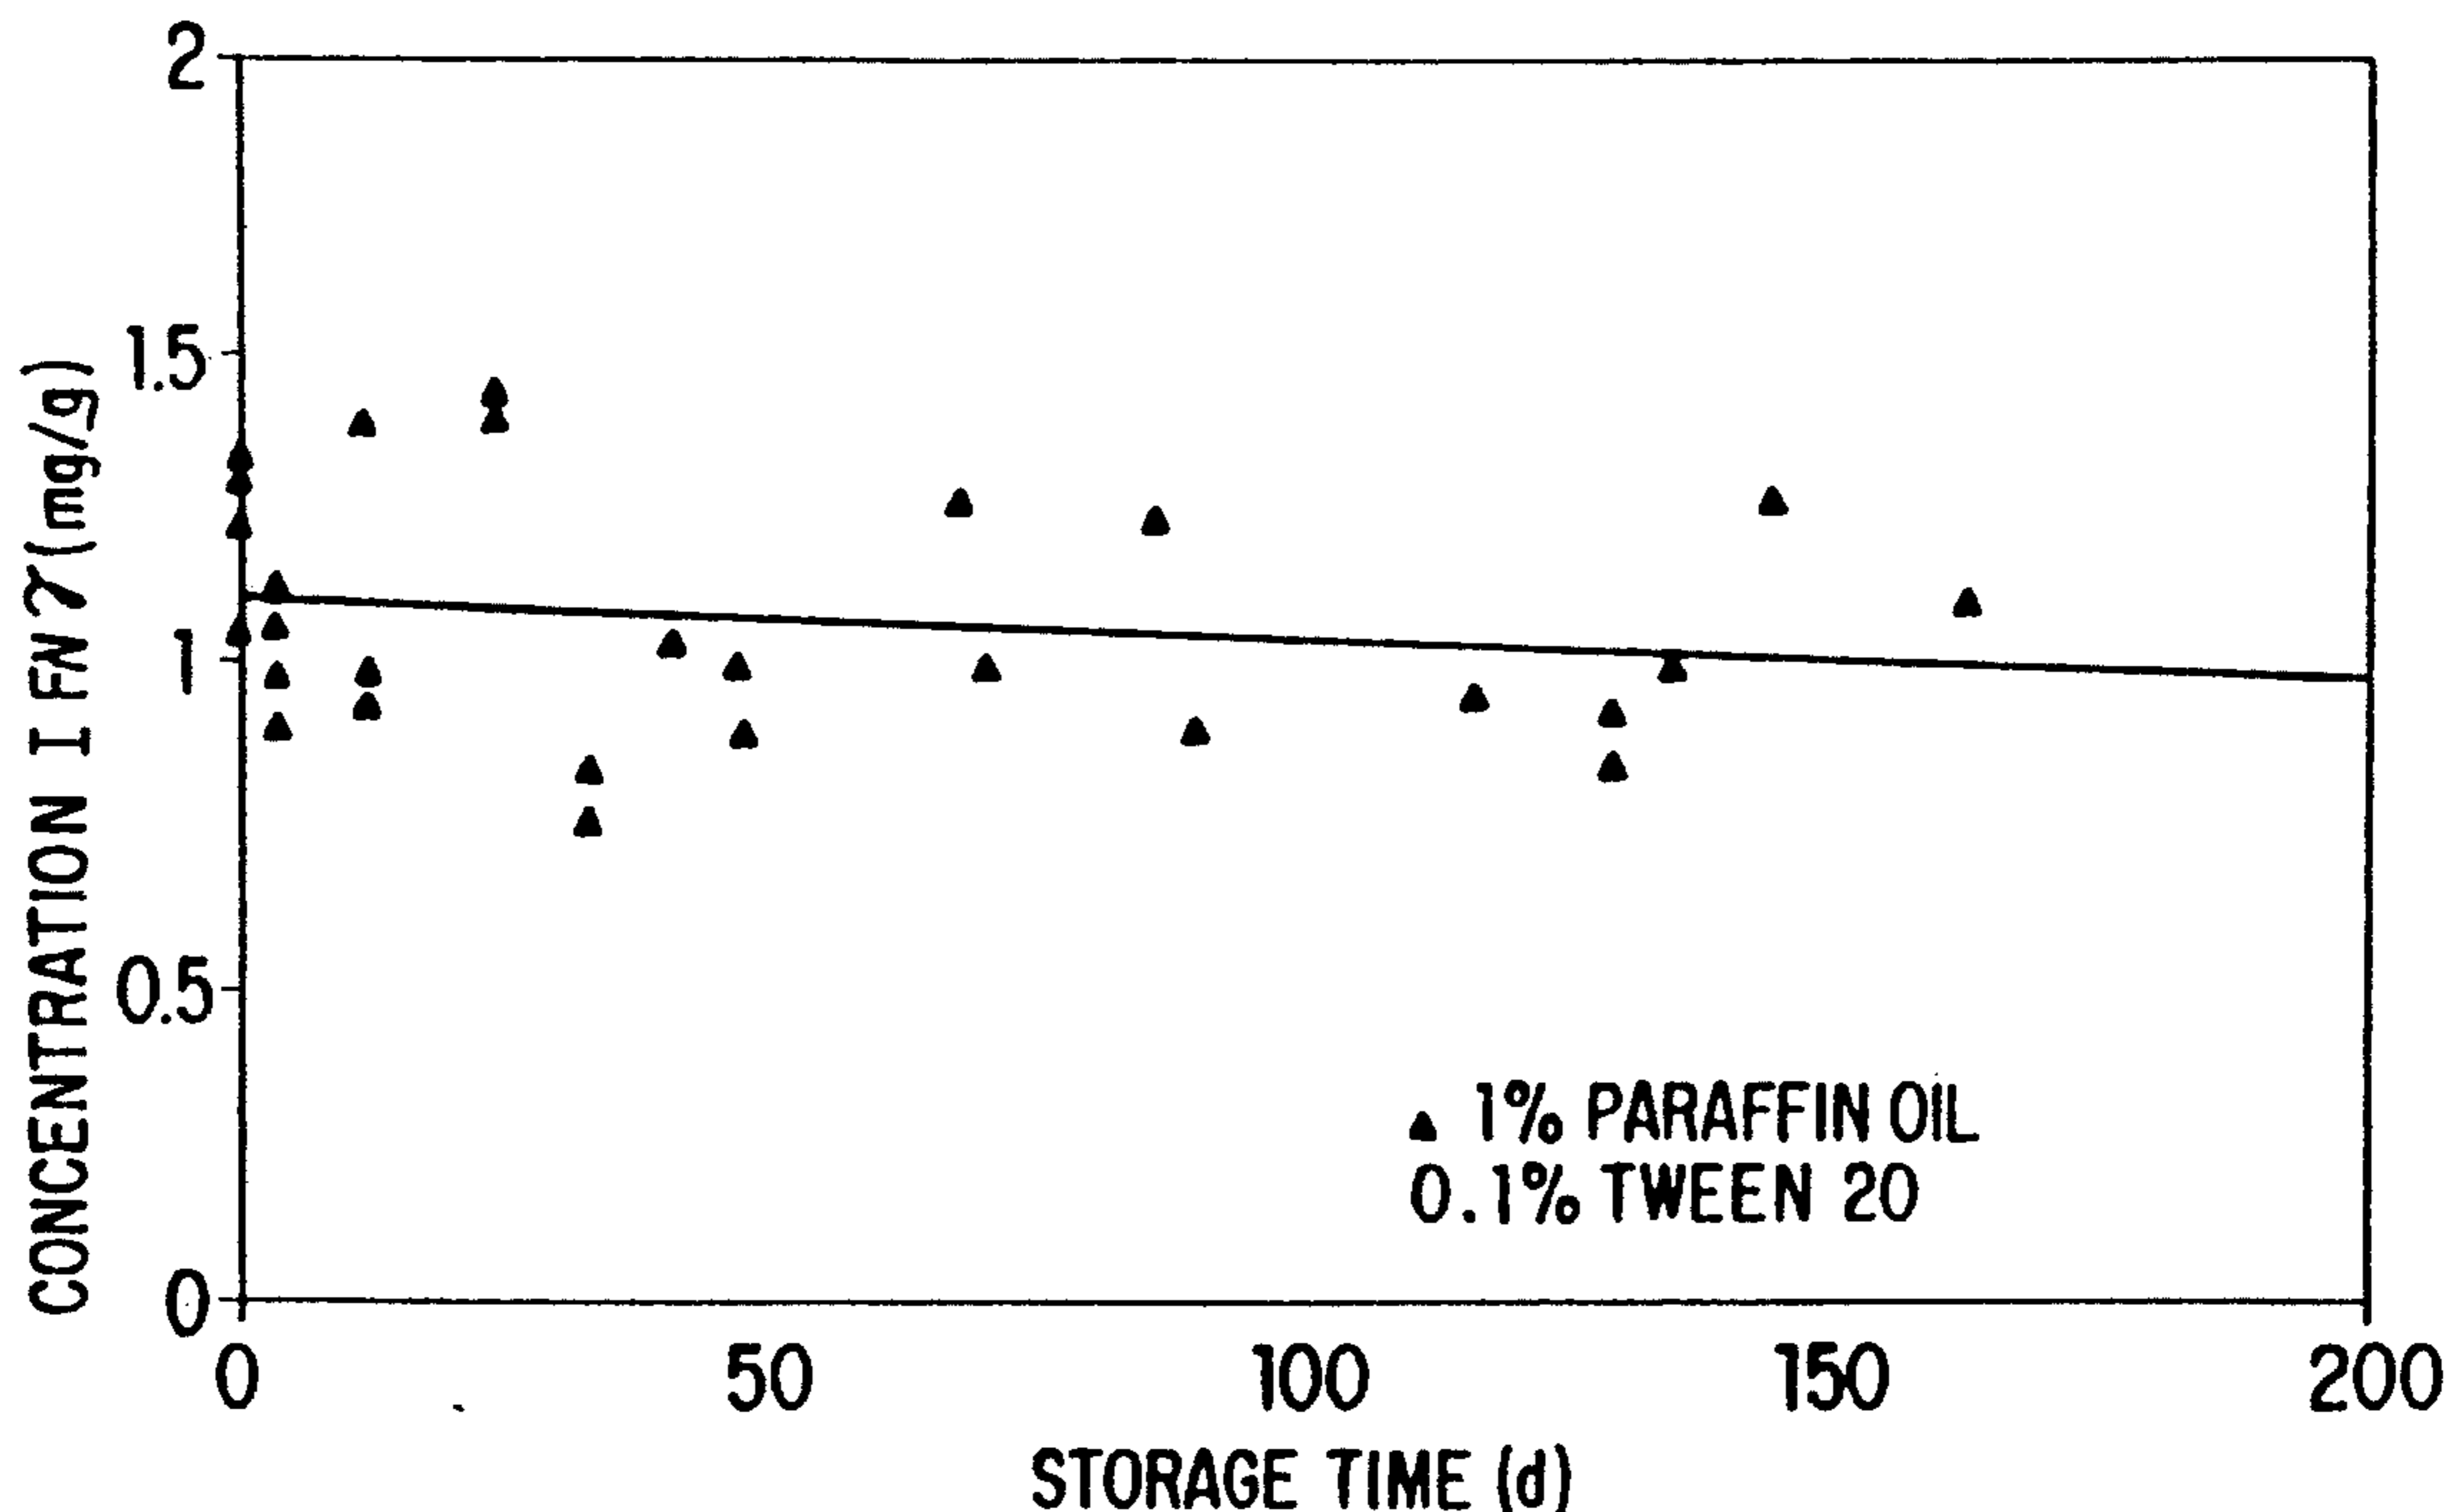 2
1.5
1
0.5
0
CONCENTRATION I FN γ (mg/g)
▲ 1% PARAFFIN OIL
0.1% TWEEN 20
0 50 100 150 200
STORAGE TIME (d)